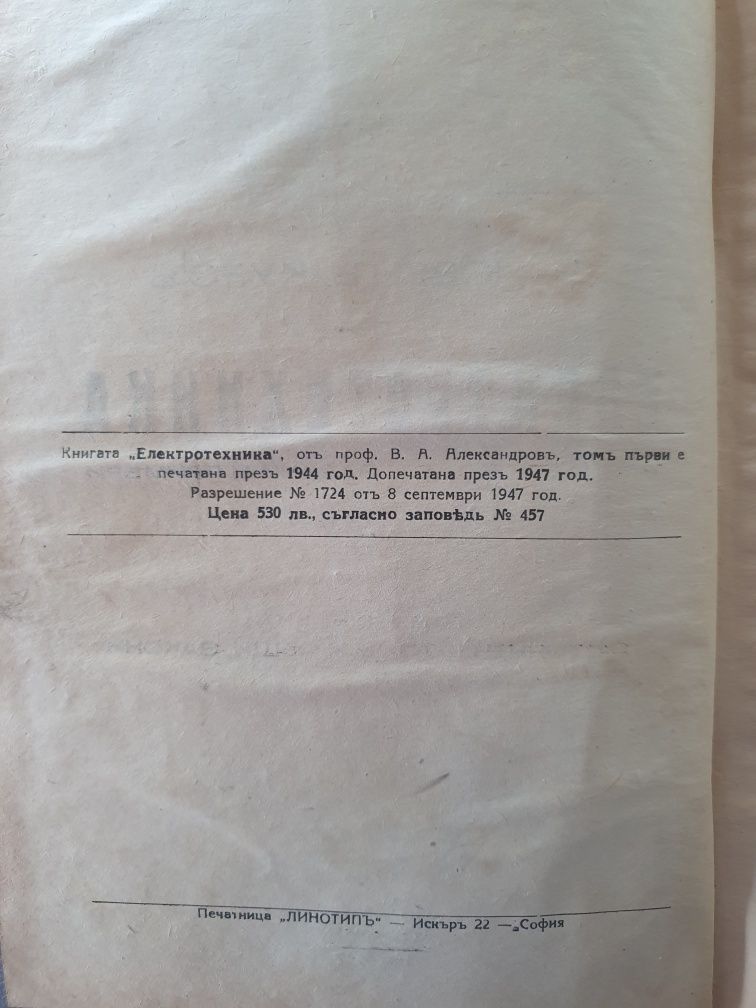 Книгата „Електротехника“, отъ проф. В. А. Александровъ, томъ първи е
печатана презъ 1944 год. Допечатана презъ 1947 год.
Разрешение № 1724 отъ 8 септември 1947 год.
Цена 530 лв., съгласно заповѣдь № 457
Печатница „ЛИНОТИПЪ“ — Искъръ 22 — София